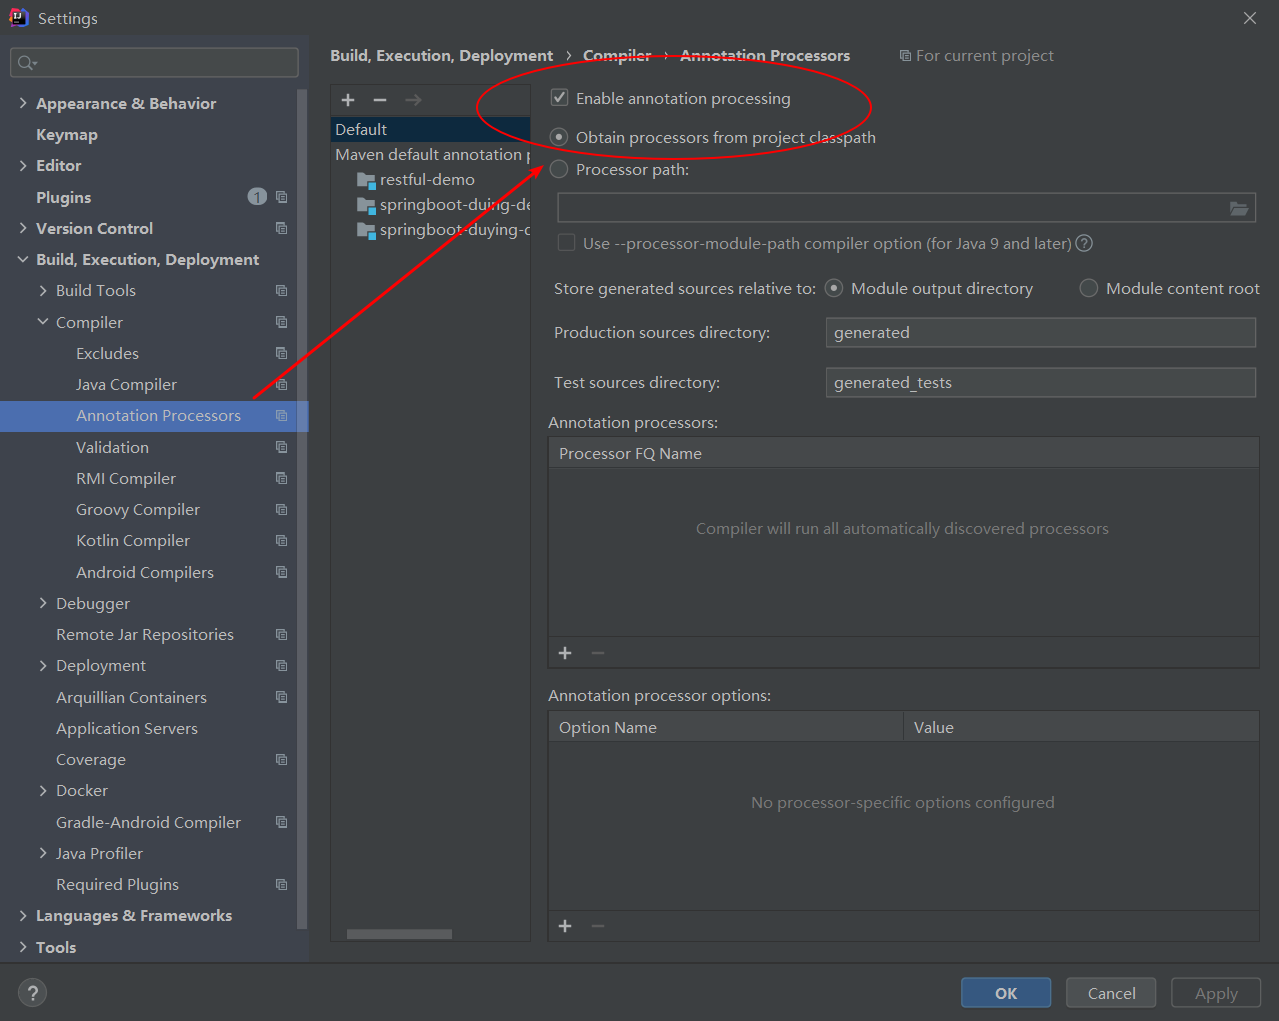 Settings
Appearance & Behavior
Keymap
Editor
Plugins 1
Version Control
Build, Execution, Deployment
Build Tools
Compiler
Excludes
Java Compiler
Annotation Processors
Validation
RMI Compiler
Groovy Compiler
Kotlin Compiler
Android Compilers
Debugger
Remote Jar Repositories
Deployment
Arquillian Containers
Application Servers
Coverage
Docker
Gradle-Android Compiler
Java Profiler
Required Plugins
Languages & Frameworks
Tools
Build, Execution, Deployment › Compiler › Annotation Processors For current project
Default
Maven default annotation p
restful-demo
springboot-duing-de
springboot-duying-d
Enable annotation processing
Obtain processors from project classpath
Processor path:
Use --processor-module-path compiler option (for Java 9 and later) ?
Store generated sources relative to: Module output directory Module content root
Production sources directory: generated
Test sources directory: generated_tests
Annotation processors:
Processor FQ Name
Compiler will run all automatically discovered processors
Annotation processor options:
Option Name Value
No processor-specific options configured
? OK Cancel Apply